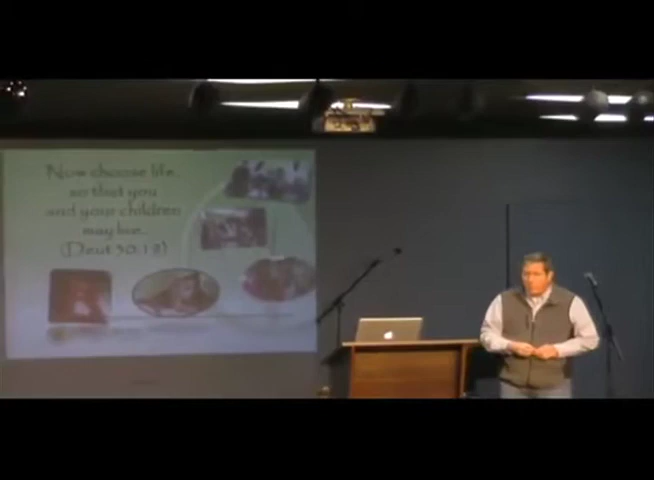 Now choose life,
so that you
and your children
may live.
(Deut 30:19)